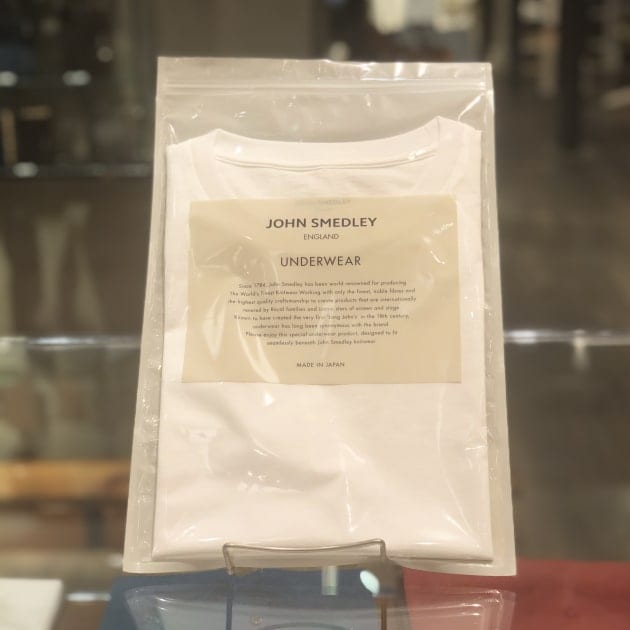 JOHN SMEDLEY
ENGLAND
UNDERWEAR
Since 1784, John Smedley has been world renowned for producing
the World's Finest Knitwear. Working with only the finest, noble fibres and
the highest quality craftsmanship to create products that are internationally
revered by Royal families and iconic stars of screen and stage.
Known to have created the very first 'Long John's' in the 18th century,
underwear has long been synonymous with the brand.
Please enjoy this special underwear product, designed to fit
seamlessly beneath John Smedley knitwear.
MADE IN JAPAN